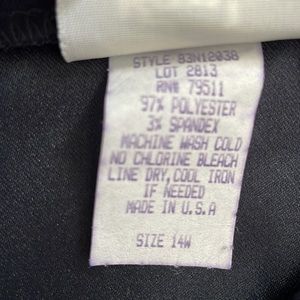 STYLE 83N12038
LOT 2813
RN# 79511
97% POLYESTER
3% SPANDEX
MACHINE WASH COLD
NO CHLORINE BLEACH
LINE DRY, COOL IRON
IF NEEDED
MADE IN U.S.A
SIZE 14W